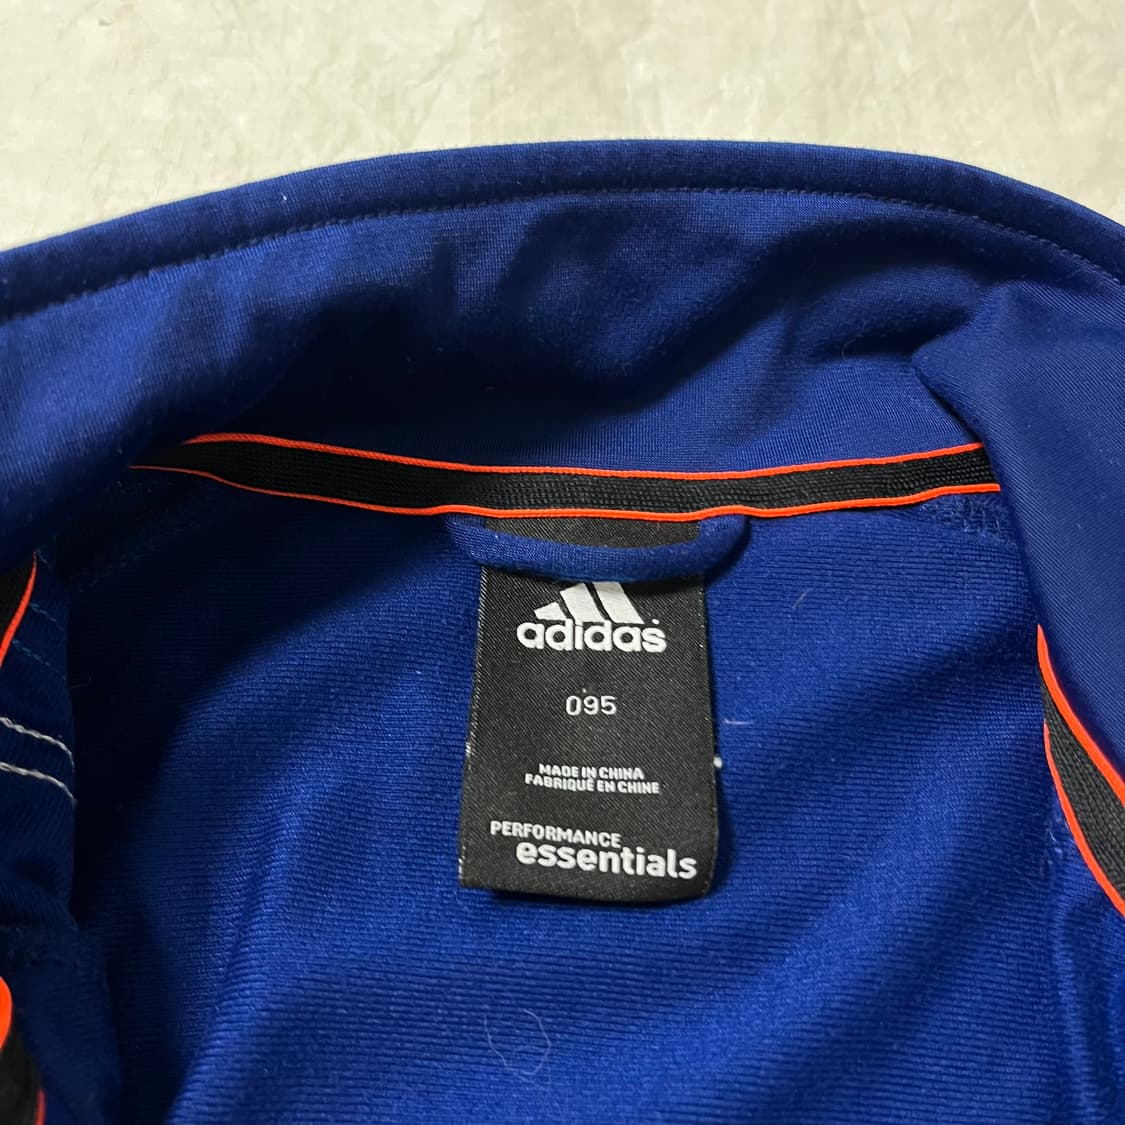 adidas
095
MADE IN CHINA
FABRIQUÉ EN CHINE
PERFORMANCE
essentials